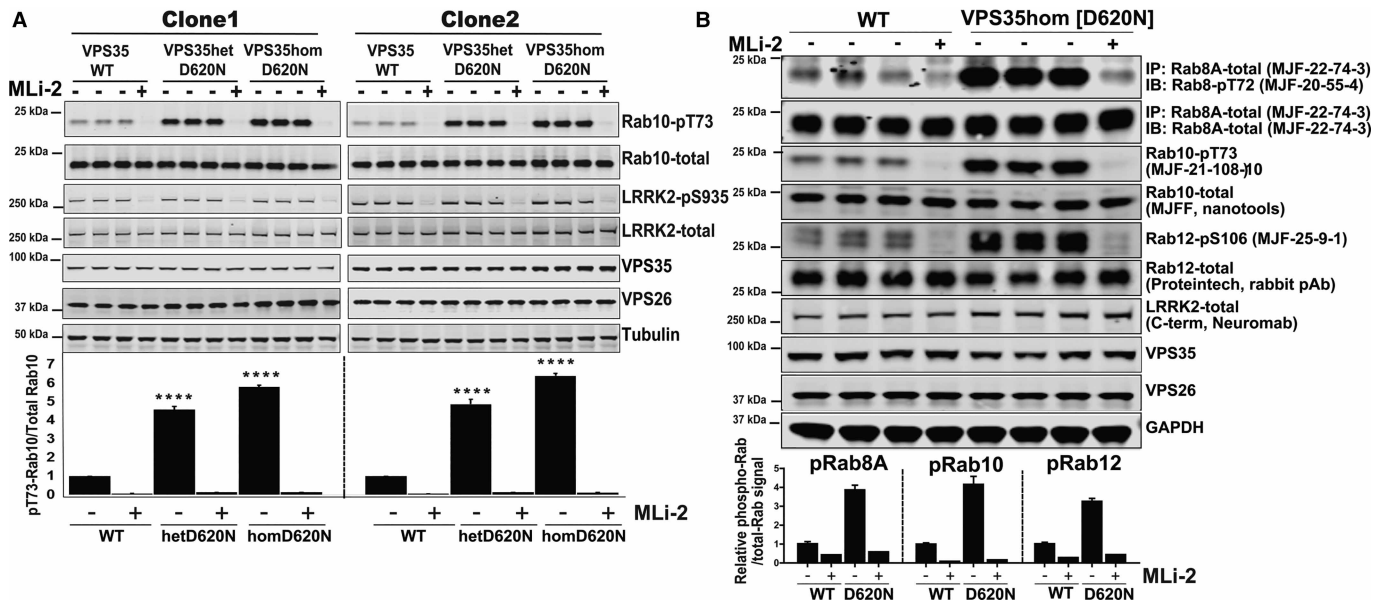 A
Clone1
Clone2
VPS35 WT
VPS35het D620N
VPS35hom D620N
VPS35 WT
VPS35het D620N
VPS35hom D620N
MLi-2 - - - + - - - + - - - + - - - + - - - + - - - +
25 kDa
Rab10-pT73
25 kDa
Rab10-total
250 kDa
LRRK2-pS935
250 kDa
LRRK2-total
100 kDa
VPS35
37 kDa
VPS26
50 kDa
Tubulin
pT73-Rab10/Total Rab10
7
6
5
4
3
2
1
0
**** **** **** ****
- + - + - + - + - + - + MLi-2
WT hetD620N homD620N WT hetD620N homD620N
B
WT VPS35hom [D620N]
MLi-2 - - - + - - - +
25 kDa
IP: Rab8A-total (MJF-22-74-3)
IB: Rab8-pT72 (MJF-20-55-4)
25 kDa
IP: Rab8A-total (MJF-22-74-3)
IB: Rab8A-total (MJF-22-74-3)
25 kDa
Rab10-pT73
(MJF-21-108-10
Rab10-total
(MJFF, nanotools)
25 kDa
Rab12-pS106 (MJF-25-9-1)
25 kDa
Rab12-total
(Proteintech, rabbit pAb)
250 kDa
LRRK2-total
(C-term, Neuromab)
100 kDa
VPS35
37 kDa
VPS26
37 kDa
GAPDH
pRab8A pRab10 pRab12
Relative phospho-Rab
/total-Rab signal
5
4
3
2
1
0
- + - + - + - + - + - + MLi-2
WT D620N WT D620N WT D620N